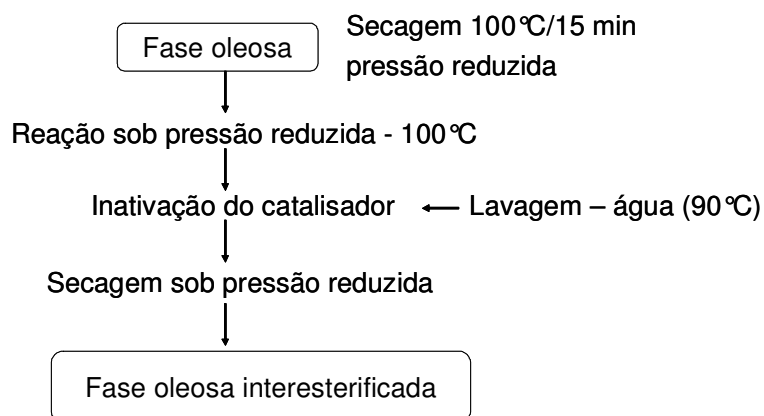 Fase oleosa
Secagem 100°C/15 min
pressão reduzida
Reação sob pressão reduzida - 100°C
Inativação do catalisador
Lavagem – água (90°C)
Secagem sob pressão reduzida
Fase oleosa interesterificada